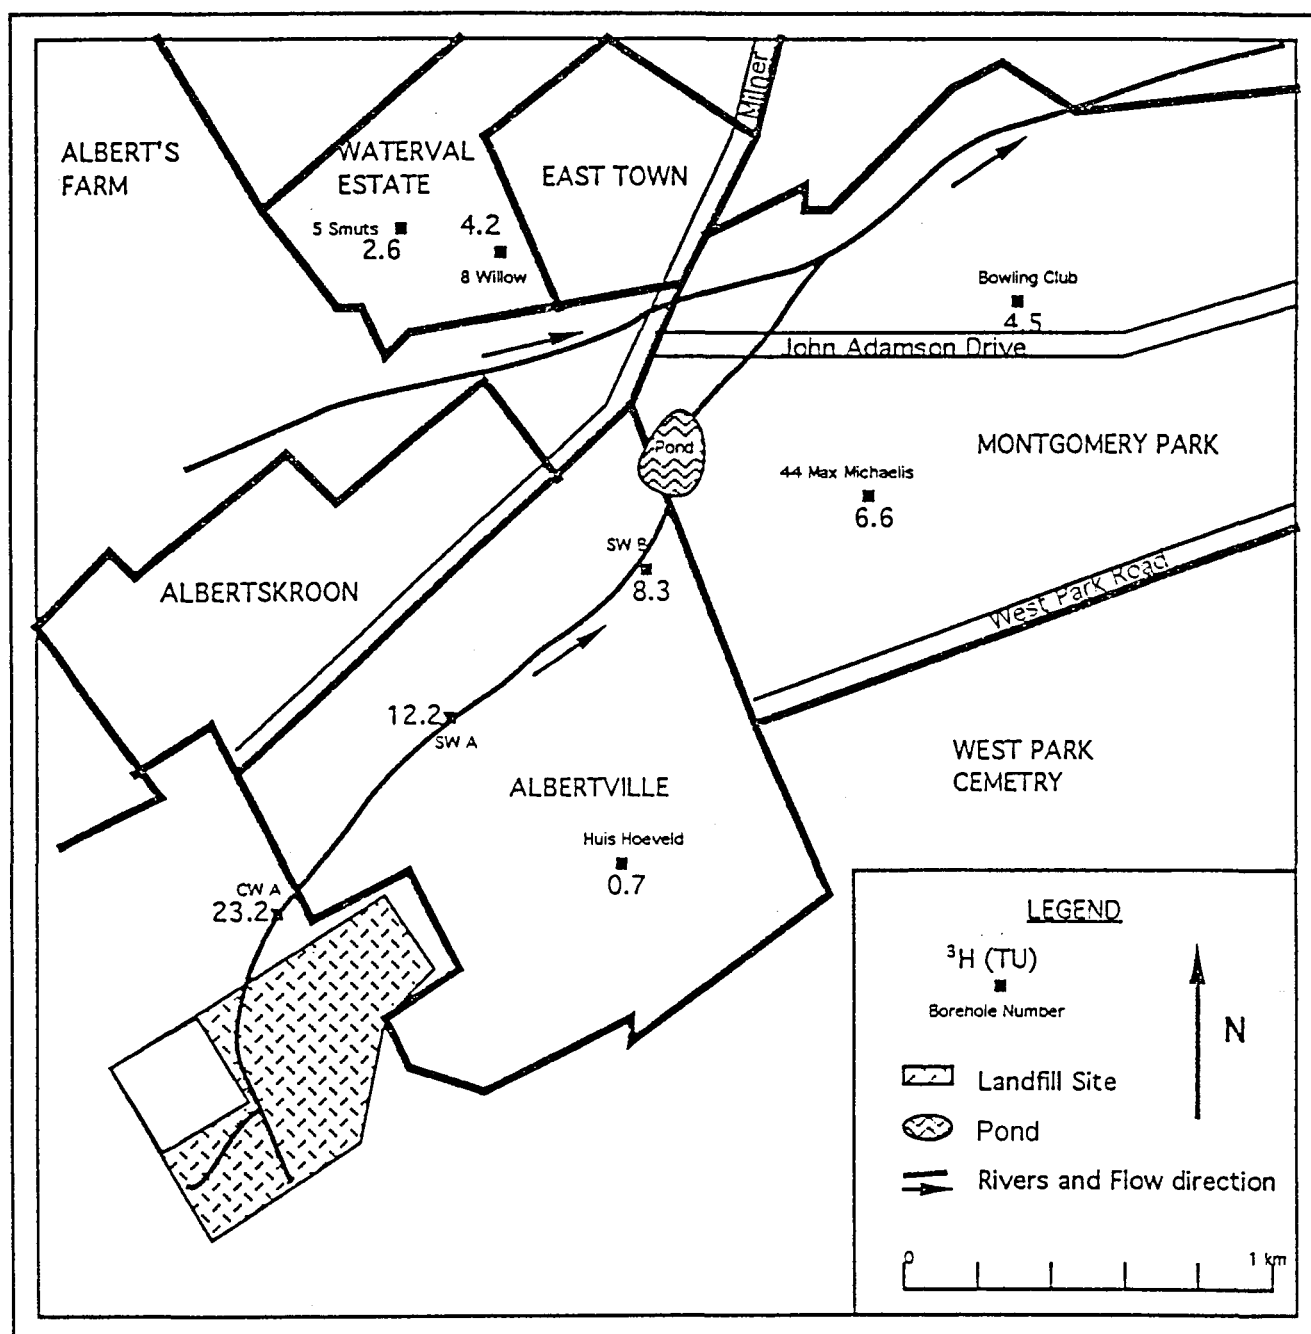 Milner
ALBERT'S
FARM
WATERVAL
ESTATE
EAST TOWN
5 Smuts
2.6
4.2
8 Willow
Bowling Club
4.5
John Adamson Drive
Pond
MONTGOMERY PARK
44 Max Michaelis
6.6
SW B
8.3
ALBERTSKROON
West Park Road
12.2
SW A
WEST PARK
CEMETRY
ALBERTVILLE
Huis Hoeveld
0.7
CW A
23.2
LEGEND
³H (TU)
Borehole Number
N
Landfill Site
Pond
Rivers and Flow direction
0 1 km